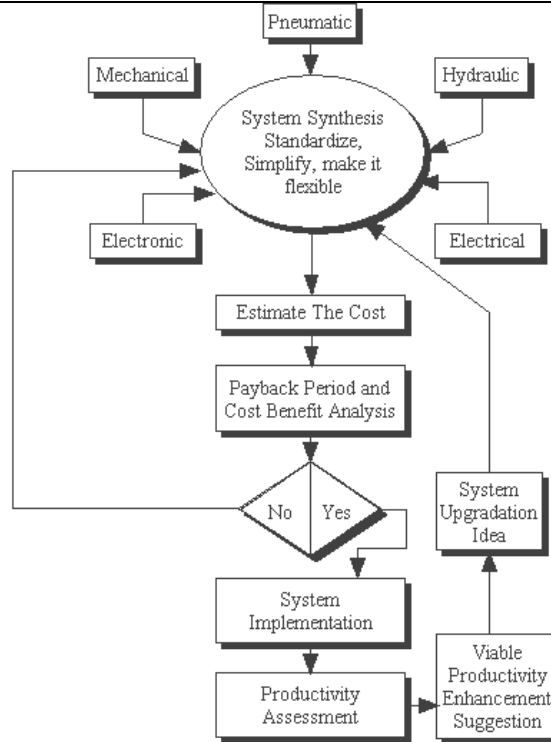 Pneumatic
Mechanical
Hydraulic
System Synthesis
Standardize,
Simplify, make it
flexible
Electronic
Electrical
Estimate The Cost
Payback Period and
Cost Benefit Analysis
No
Yes
System
Upgradation
Idea
System
Implementation
Productivity
Assessment
Viable
Productivity
Enhancement
Suggestion